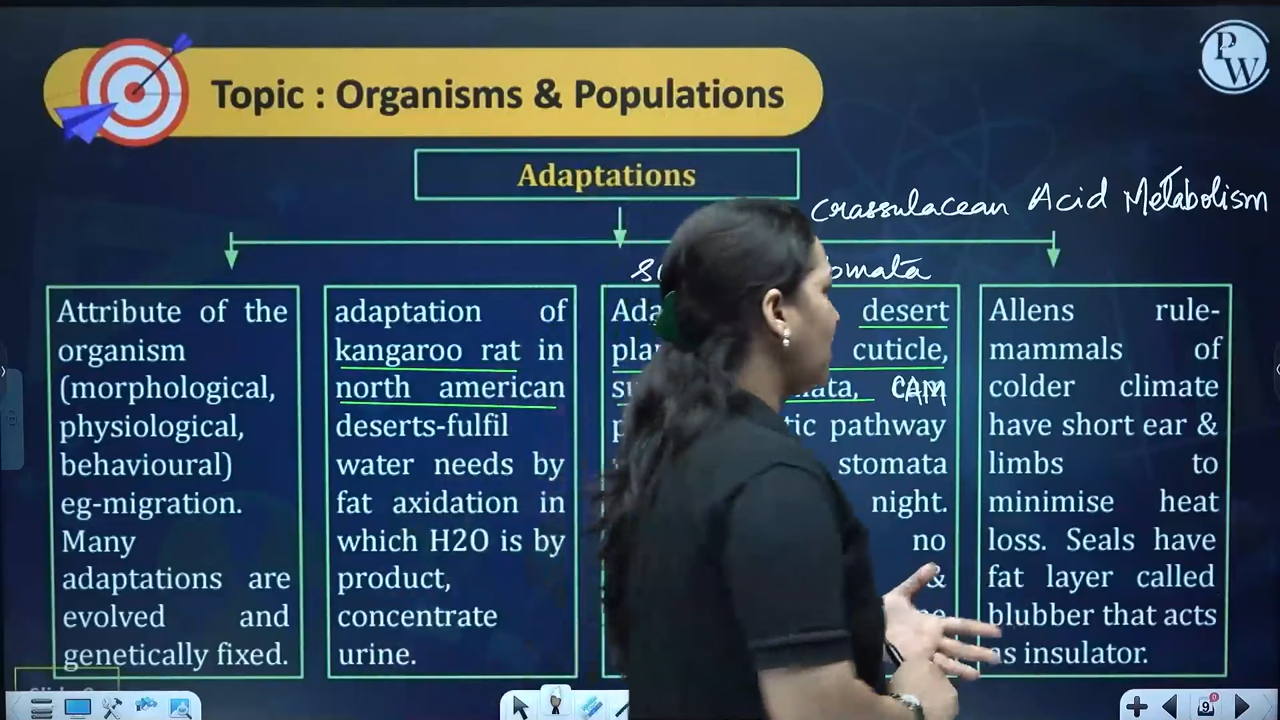 PW
Topic : Organisms & Populations
Adaptations
Crassulacean Acid Metabolism
Attribute of the
organism
(morphological,
physiological,
behavioural)
eg-migration.
Many
adaptations are
evolved and
genetically fixed.
adaptation of
kangaroo rat in
north american
deserts-fulfil
water needs by
fat axidation in
which H2O is by
product,
concentrate
urine.
desert
cuticle,
CAM
pathway
stomata
night.
no
&
Allens rule-
mammals of
colder climate
have short ear &
limbs to
minimise heat
loss. Seals have
fat layer called
blubber that acts
as insulator.
9